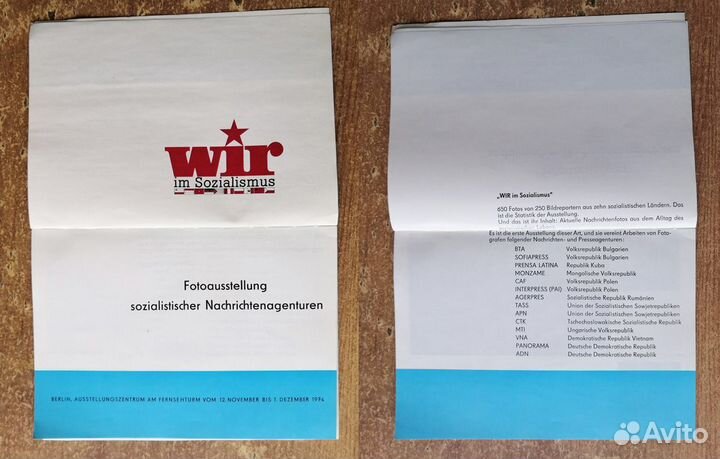 wir
im Sozialismus
Fotoausstellung
sozialistischer Nachrichtenagenturen
BERLIN, AUSSTELLUNGSZENTRUM AM FERNSEHTURM VOM 12. NOVEMBER BIS 1. DEZEMBER 1974
„WIR im Sozialismus“
650 Fotos von 250 Bildreportern aus zehn sozialistischen Ländern. Das
ist die Statistik der Ausstellung.
Und das ist ihr Inhalt: Aktuelle Nachrichtenfotos aus dem Alltag des
Es ist die erste Ausstellung dieser Art, und sie vereint Arbeiten von Foto-
grafen folgender Nachrichten- und Presseagenturen:
BTA Volksrepublik Bulgarien
SOFIAPRESS Volksrepublik Bulgarien
PRENSA LATINA Republik Kuba
MONZAME Mongolische Volksrepublik
CAF Volksrepublik Polen
INTERPRESS (PAI) Volksrepublik Polen
AGERPRES Sozialistische Republik Rumänien
TASS Union der Sozialistischen Sowjetrepubliken
APN Union der Sozialistischen Sowjetrepubliken
CTK Tschechoslowakische Sozialistische Republik
MTI Ungarische Volksrepublik
VNA Demokratische Republik Vietnam
PANORAMA Deutsche Demokratische Republik
ADN Deutsche Demokratische Republik
Avito